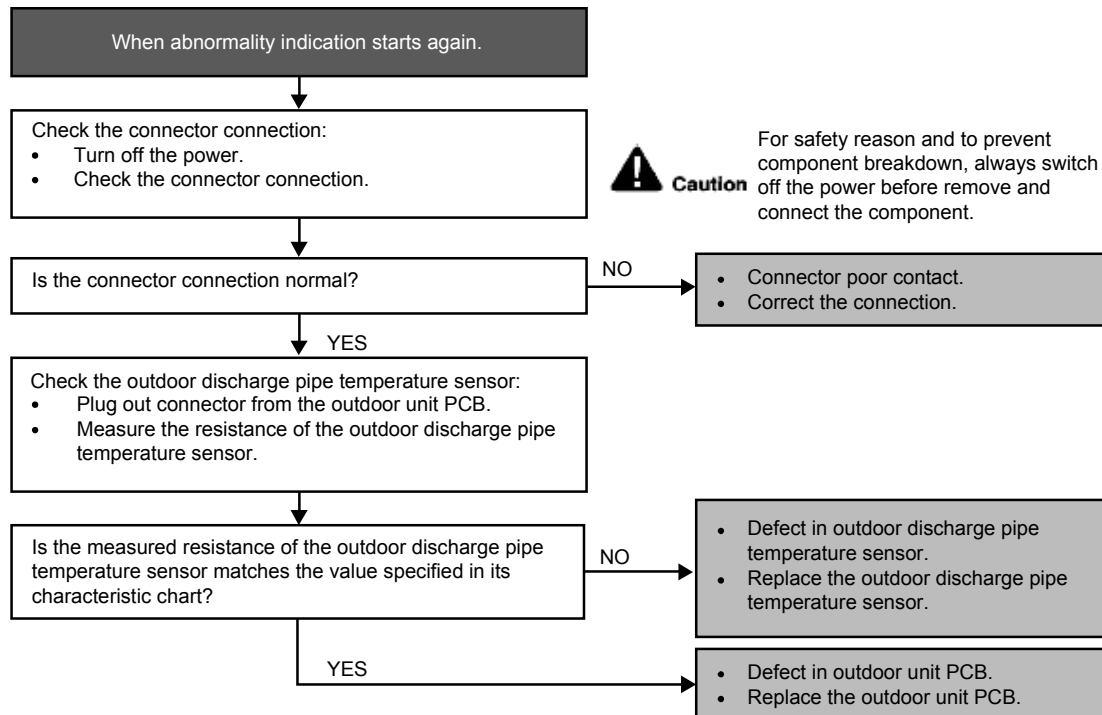 When abnormality indication starts again.
Check the connector connection:
• Turn off the power.
• Check the connector connection.
Caution
For safety reason and to prevent
component breakdown, always switch
off the power before remove and
connect the component.
Is the connector connection normal?
NO
• Connector poor contact.
• Correct the connection.
YES
Check the outdoor discharge pipe temperature sensor:
• Plug out connector from the outdoor unit PCB.
• Measure the resistance of the outdoor discharge pipe
temperature sensor.
Is the measured resistance of the outdoor discharge pipe
temperature sensor matches the value specified in its
characteristic chart?
NO
• Defect in outdoor discharge pipe
temperature sensor.
• Replace the outdoor discharge pipe
temperature sensor.
YES
• Defect in outdoor unit PCB.
• Replace the outdoor unit PCB.